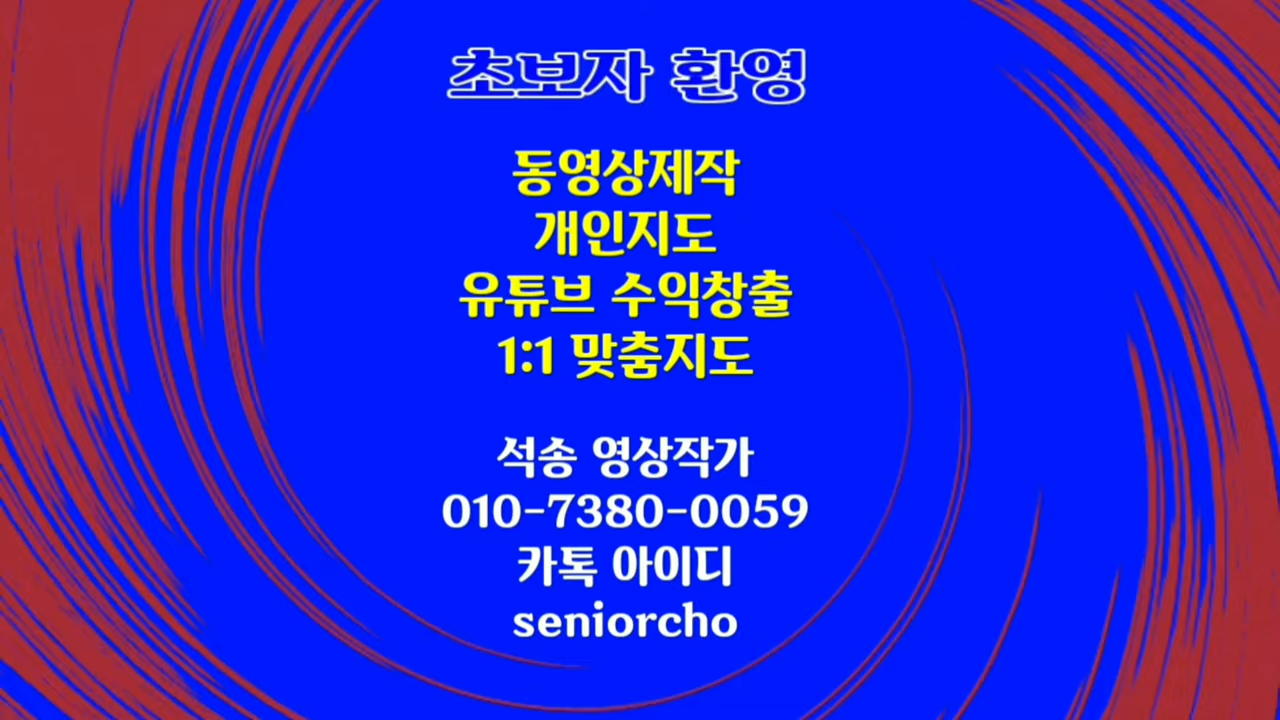 초보자 환영
동영상제작
개인지도
유튜브 수익창출
1:1 맞춤지도
석송 영상작가
010-7380-0059
카톡 아이디
seniorcho